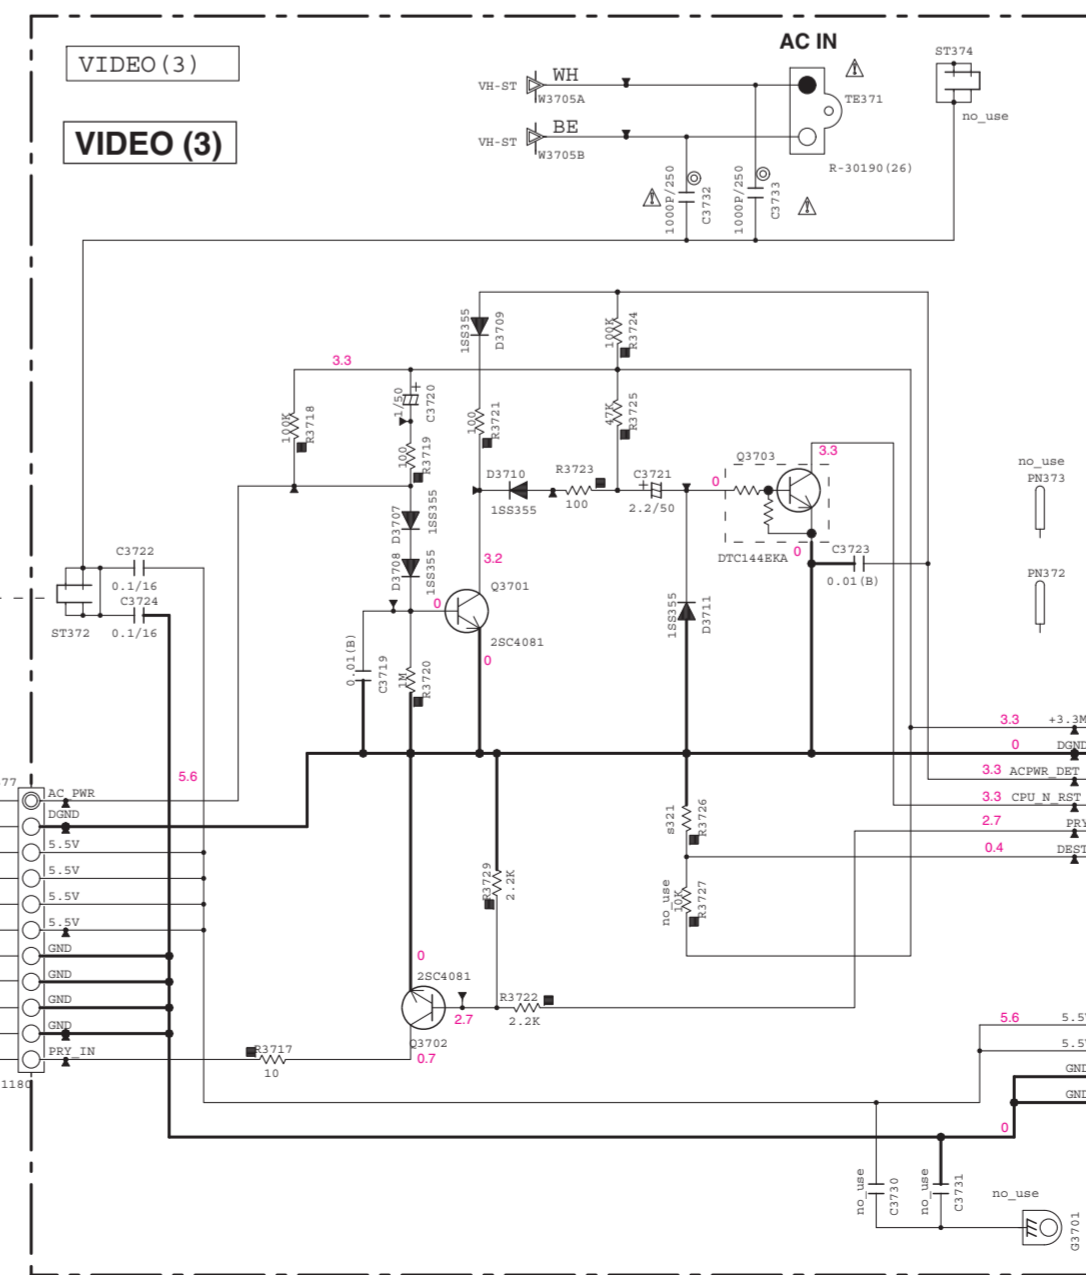 VIDEO(3)
VIDEO (3)
AC IN
VH-ST
WH
W3705A
VH-ST
BE
W3705B
TE371
R-30190(26)
ST374
no_use
1000P/250
C3732
1000P/250
C3733
1SS355
D3709
100K
R3724
3.3
100K
R3718
1/50
+
C3720
100
R3719
100
R3721
47K
R3725
D3710
1SS355
R3723
100
C3721
+
2.2/50
0
Q3703
3.3
DTC144EKA
0
C3723
0.01(B)
no_use
PN373
PN372
D3707
1SS355
D3708
1SS355
3.2
0
Q3701
2SC4081
0
1SS355
D3711
C3722
0.1/16
C3724
0.1/16
ST372
0.01(B)
C3719
1M
R3720
5.6
77
AC_PWR
DGND
5.5V
5.5V
5.5V
5.5V
GND
GND
GND
GND
PRY_IN
1180
3.3 +3.3M
0 DGND
3.3 ACPWR_DET
3.3 CPU_N_RST
2.7 PRY
0.4 DEST
s321
R3726
no_use
10K
R3727
R3729
2.2K
0
2SC4081
2.7
Q3702
0.7
R3722
2.2K
R3717
10
5.6 5.5
5.5
GND
GND
0
no_use
C3730
no_use
C3731
no_use
G3701